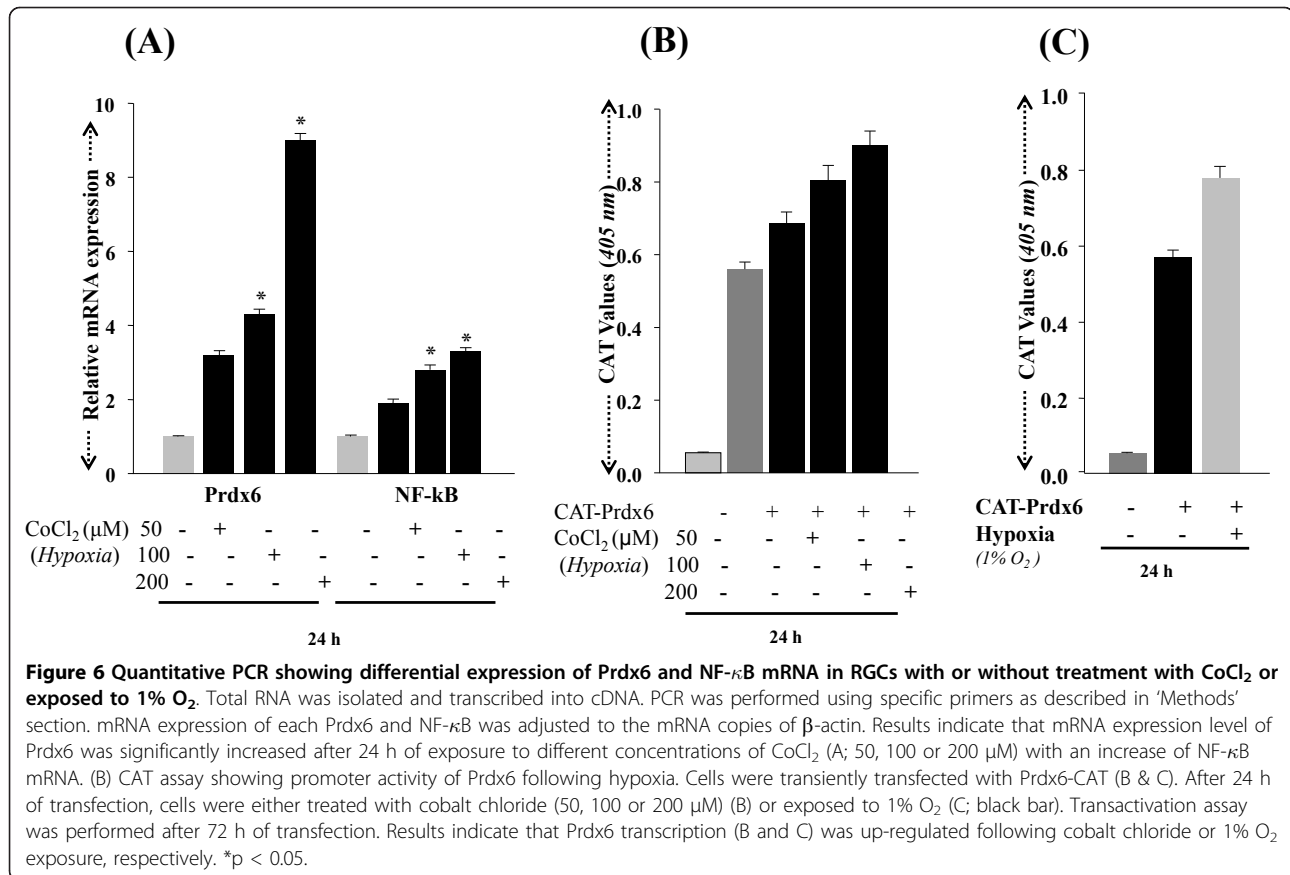 (A)
(B)
(C)
Relative mRNA expression
10
8
6
4
2
0
*
*
*
*
*
Prdx6 NF-kB
CoCl2 (µM) 50 - + - - - + - -
(Hypoxia) 100 - - + - - - + -
200 - - - + - - - +
24 h
CAT Values (405 nm)
1.0
0.8
0.6
0.4
0.2
0.0
CAT-Prdx6 - + + + +
CoCl2 (µM) 50 - - + - -
(Hypoxia) 100 - - - + -
200 - - - - +
24 h
CAT Values (405 nm)
1.0
0.8
0.6
0.4
0.2
0.0
CAT-Prdx6 - + +
Hypoxia - - +
(1% O2)
24 h
Figure 6 Quantitative PCR showing differential expression of Prdx6 and NF-κB mRNA in RGCs with or without treatment with CoCl2 or
exposed to 1% O2. Total RNA was isolated and transcribed into cDNA. PCR was performed using specific primers as described in ‘Methods’
section. mRNA expression of each Prdx6 and NF-κB was adjusted to the mRNA copies of β-actin. Results indicate that mRNA expression level of
Prdx6 was significantly increased after 24 h of exposure to different concentrations of CoCl2 (A; 50, 100 or 200 µM) with an increase of NF-κB
mRNA. (B) CAT assay showing promoter activity of Prdx6 following hypoxia. Cells were transiently transfected with Prdx6-CAT (B & C). After 24 h
of transfection, cells were either treated with cobalt chloride (50, 100 or 200 µM) (B) or exposed to 1% O2 (C; black bar). Transactivation assay
was performed after 72 h of transfection. Results indicate that Prdx6 transcription (B and C) was up-regulated following cobalt chloride or 1% O2
exposure, respectively. *p < 0.05.